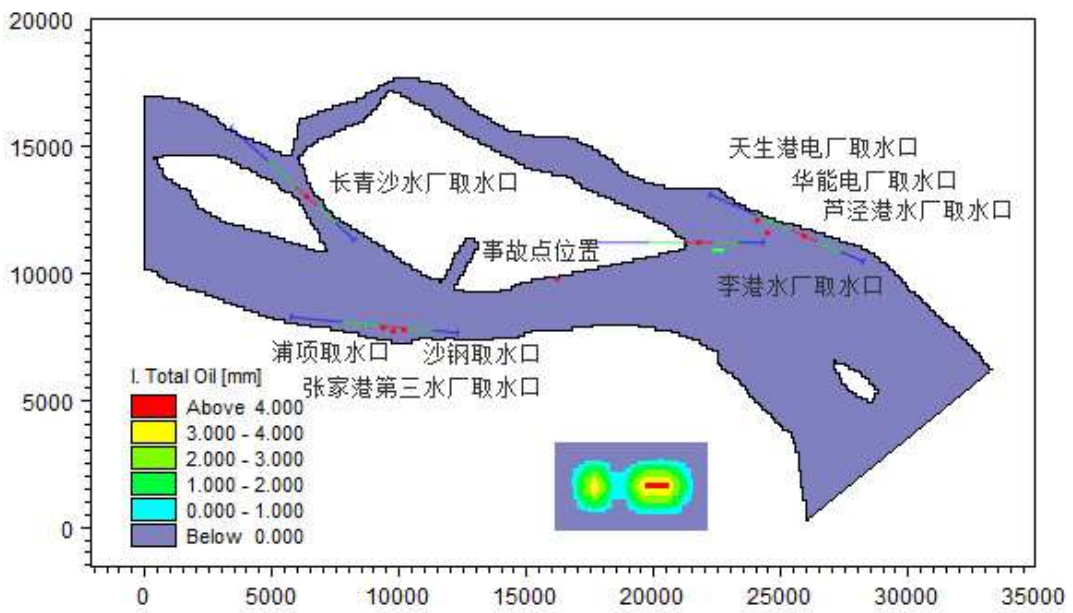 20000
15000
10000
5000
0
天生港电厂取水口
华能电厂取水口
芦泾港水厂取水口
长青沙水厂取水口
事故点位置
李港水厂取水口
浦项取水口
沙钢取水口
张家港第三水厂取水口
I. Total Oil [mm]
Above 4.000
3.000 - 4.000
2.000 - 3.000
1.000 - 2.000
0.000 - 1.000
Below 0.000
0 5000 10000 15000 20000 25000 30000 35000